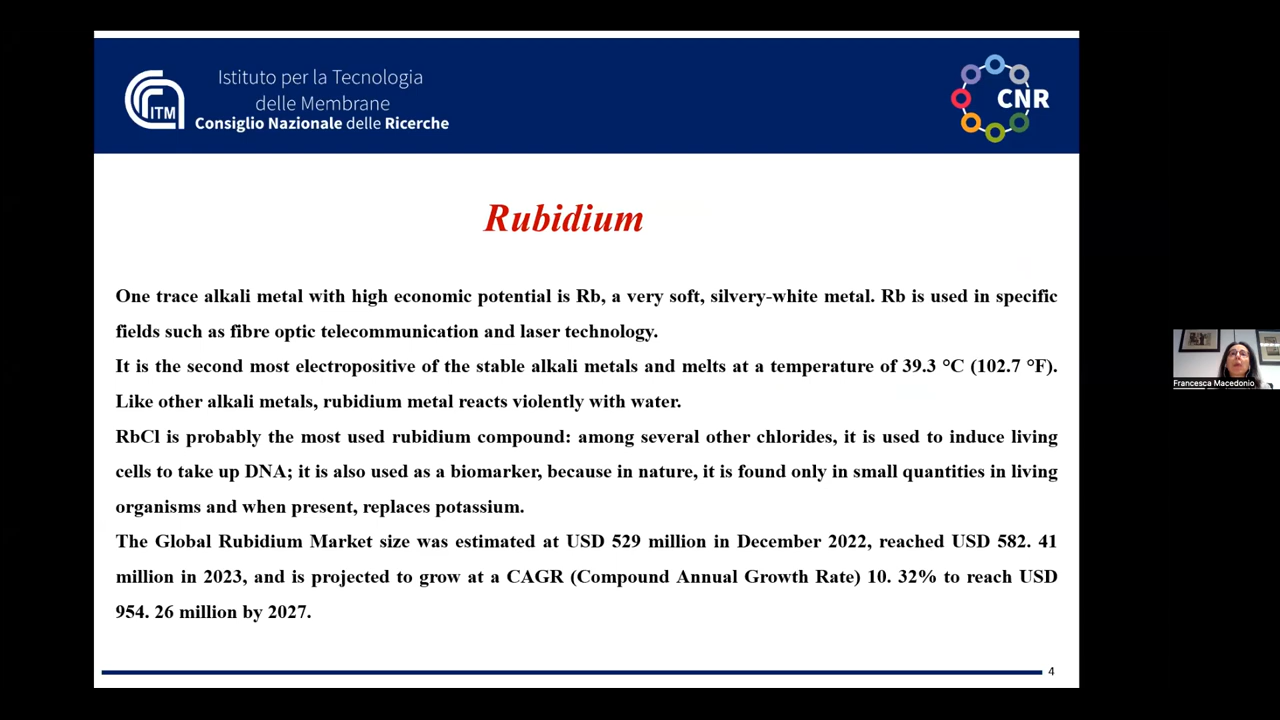 Istituto per la Tecnologia
delle Membrane
Consiglio Nazionale delle Ricerche
ITM
CNR
Rubidium
One trace alkali metal with high economic potential is Rb, a very soft, silvery-white metal. Rb is used in specific
fields such as fibre optic telecommunication and laser technology.
It is the second most electropositive of the stable alkali metals and melts at a temperature of 39.3 °C (102.7 °F).
Like other alkali metals, rubidium metal reacts violently with water.
RbCl is probably the most used rubidium compound: among several other chlorides, it is used to induce living
cells to take up DNA; it is also used as a biomarker, because in nature, it is found only in small quantities in living
organisms and when present, replaces potassium.
The Global Rubidium Market size was estimated at USD 529 million in December 2022, reached USD 582. 41
million in 2023, and is projected to grow at a CAGR (Compound Annual Growth Rate) 10. 32% to reach USD
954. 26 million by 2027.
4
Francesca Macedonio